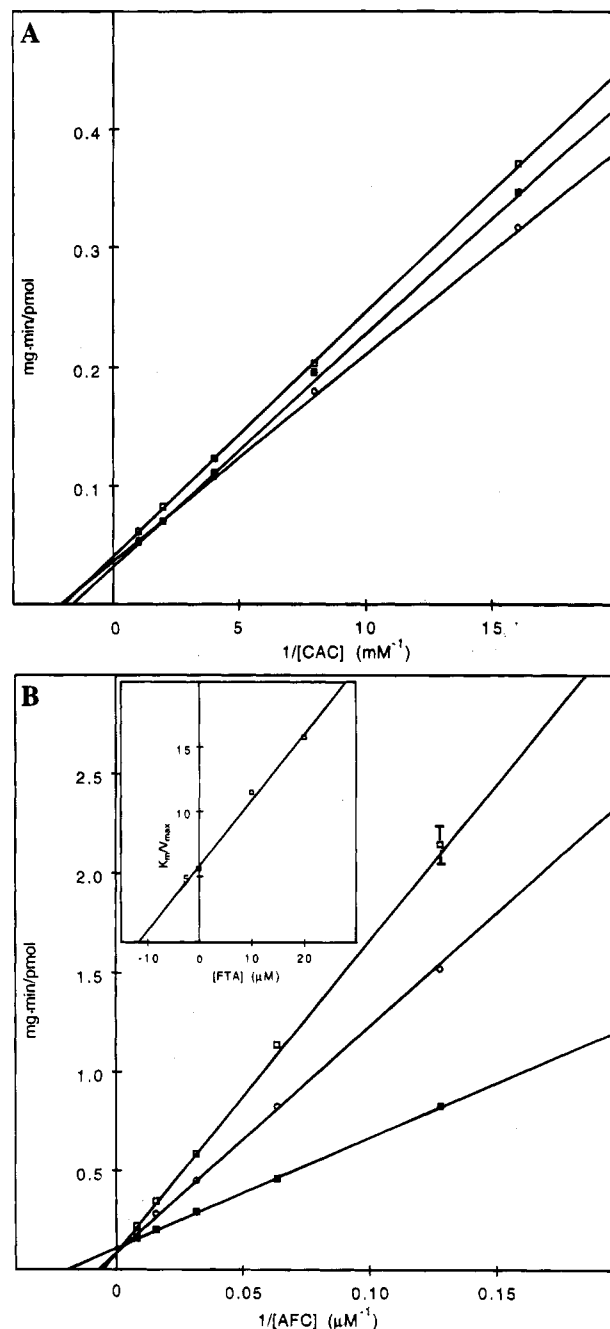 A
0.4
0.3
0.2
0.1
mg·min/pmol
0 5 10 15
1/[CAC] (mM⁻¹)
B
2.5
2.0
1.5
1.0
0.5
mg·min/pmol
15
10
5
Km/Vmax
-10 0 10 20
[FTA] (μM)
0 0.05 0.10 0.15
1/[AFC] (μM⁻¹)